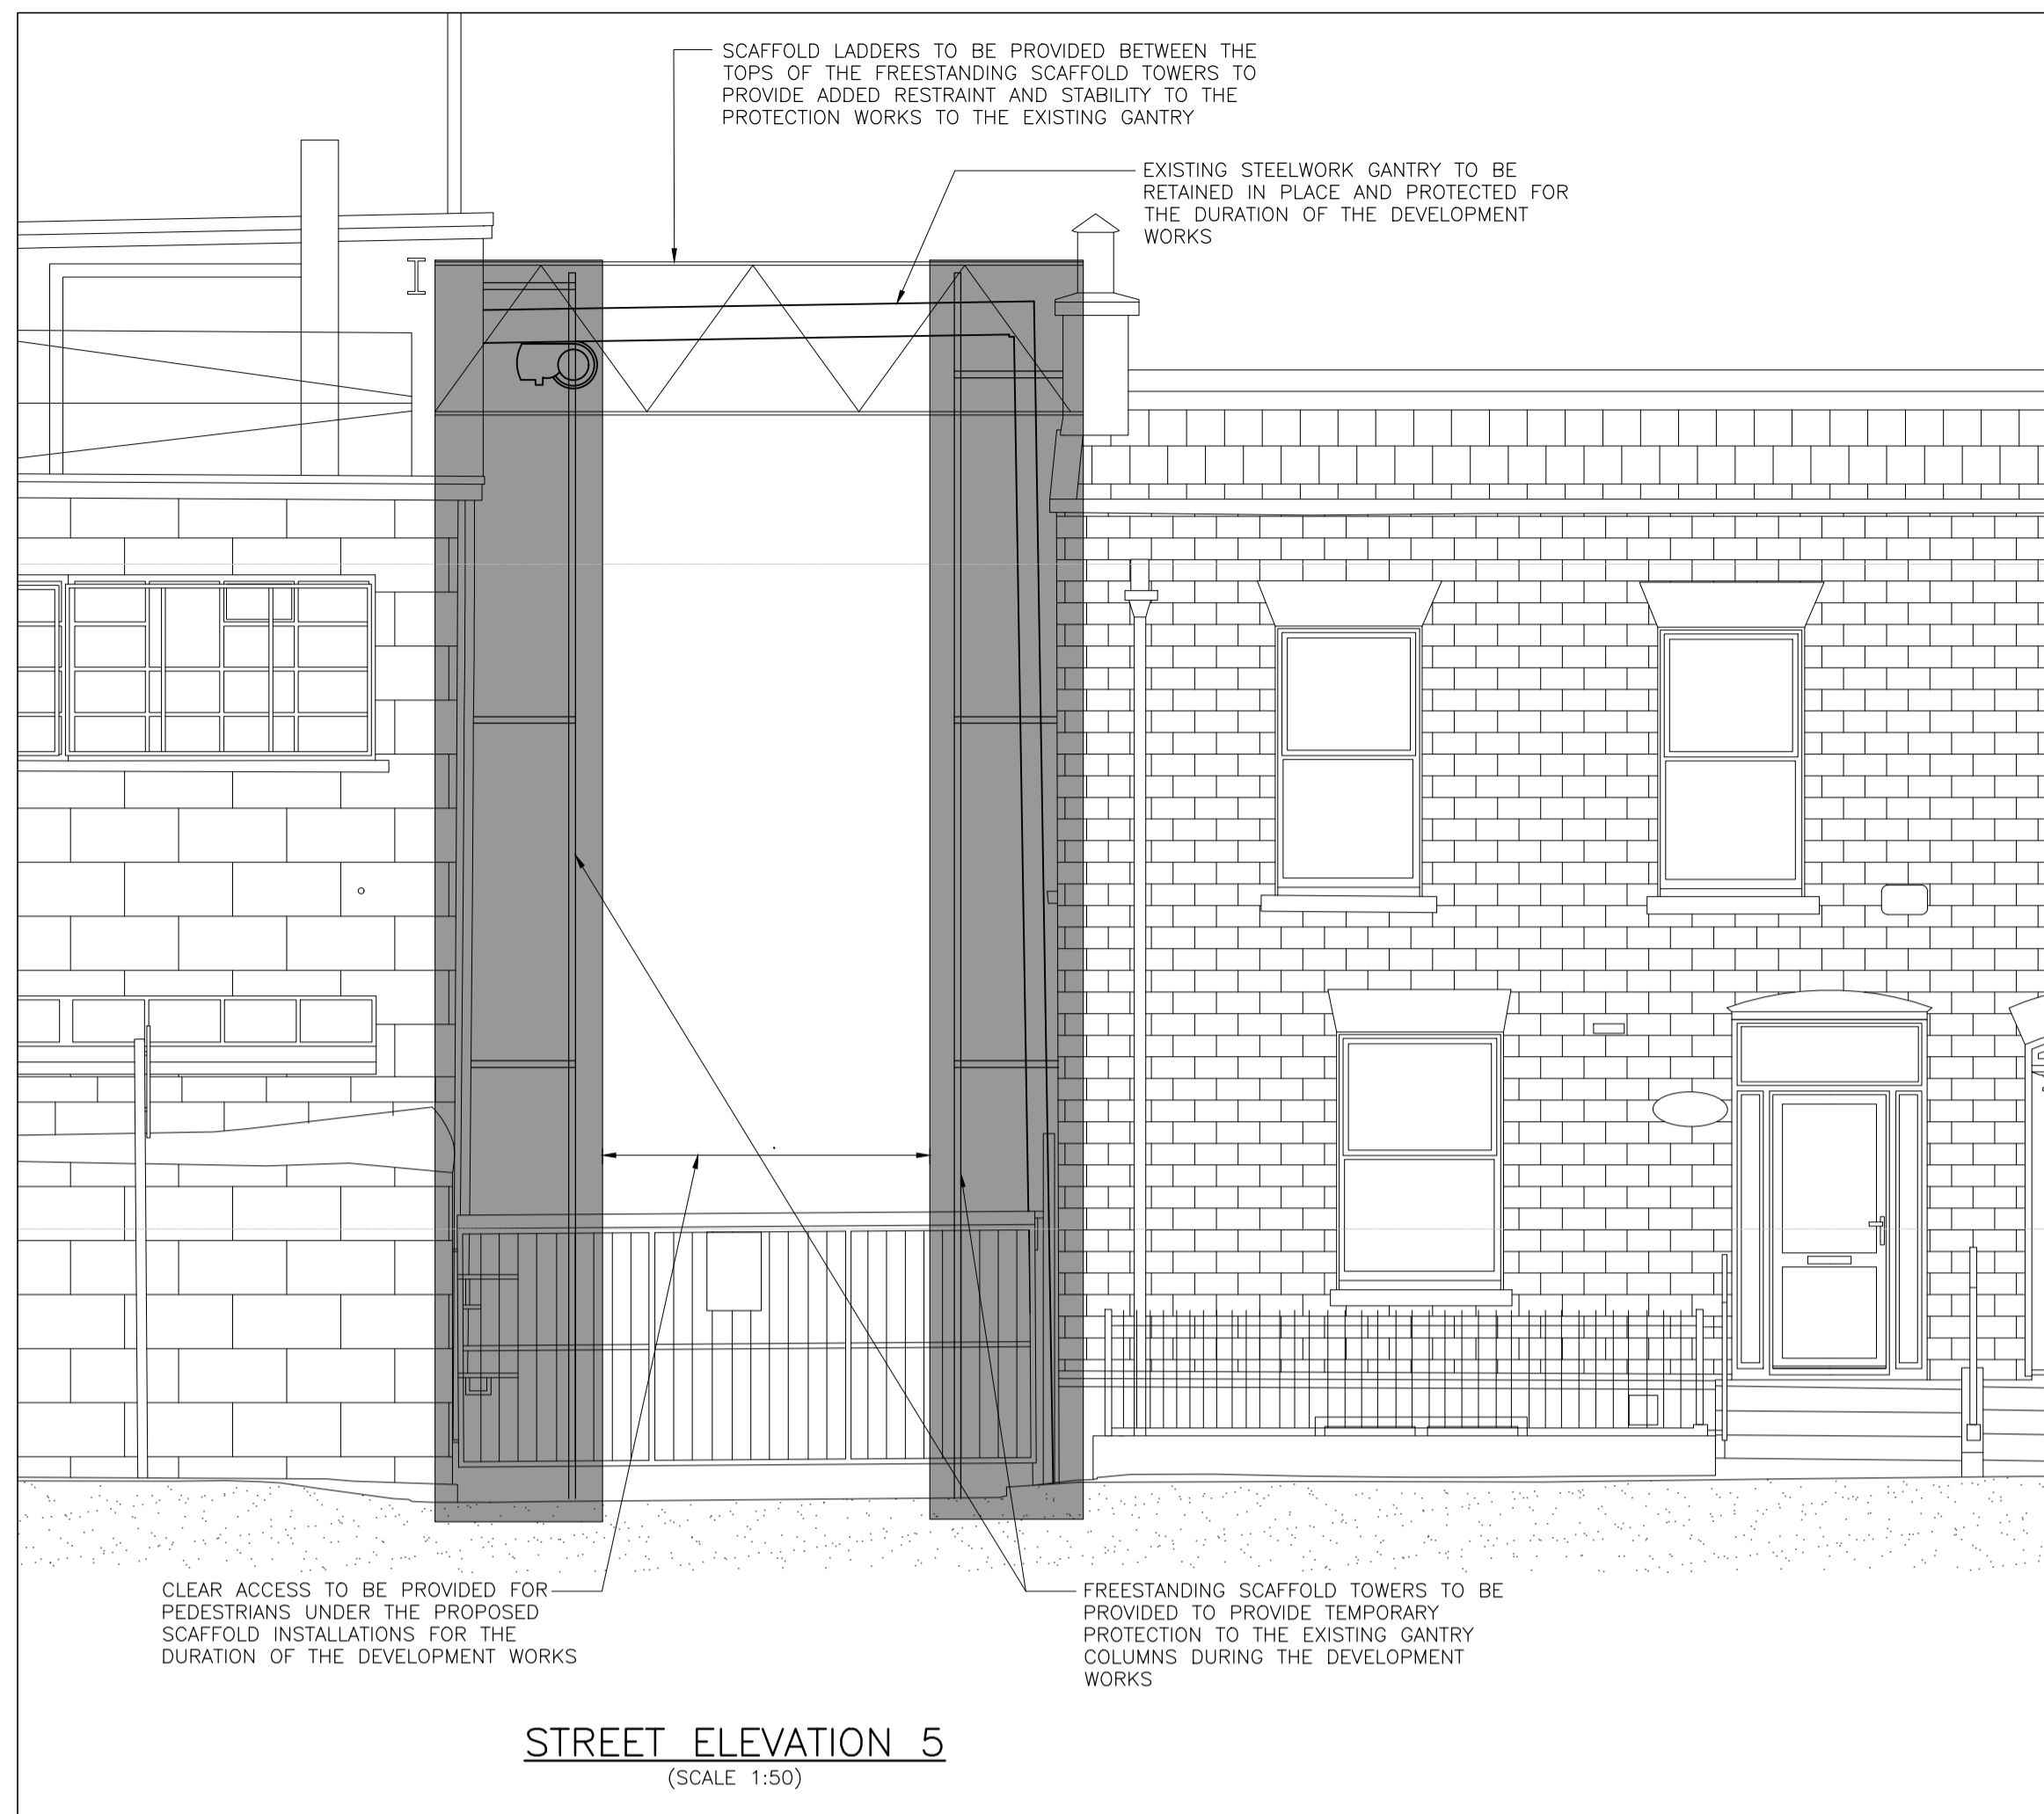 SCAFFOLD LADDERS TO BE PROVIDED BETWEEN THE
TOPS OF THE FREESTANDING SCAFFOLD TOWERS TO
PROVIDE ADDED RESTRAINT AND STABILITY TO THE
PROTECTION WORKS TO THE EXISTING GANTRY
EXISTING STEELWORK GANTRY TO BE
RETAINED IN PLACE AND PROTECTED FOR
THE DURATION OF THE DEVELOPMENT
WORKS
CLEAR ACCESS TO BE PROVIDED FOR
PEDESTRIANS UNDER THE PROPOSED
SCAFFOLD INSTALLATIONS FOR THE
DURATION OF THE DEVELOPMENT WORKS
FREESTANDING SCAFFOLD TOWERS TO BE
PROVIDED TO PROVIDE TEMPORARY
PROTECTION TO THE EXISTING GANTRY
COLUMNS DURING THE DEVELOPMENT
WORKS
STREET ELEVATION 5
(SCALE 1:50)